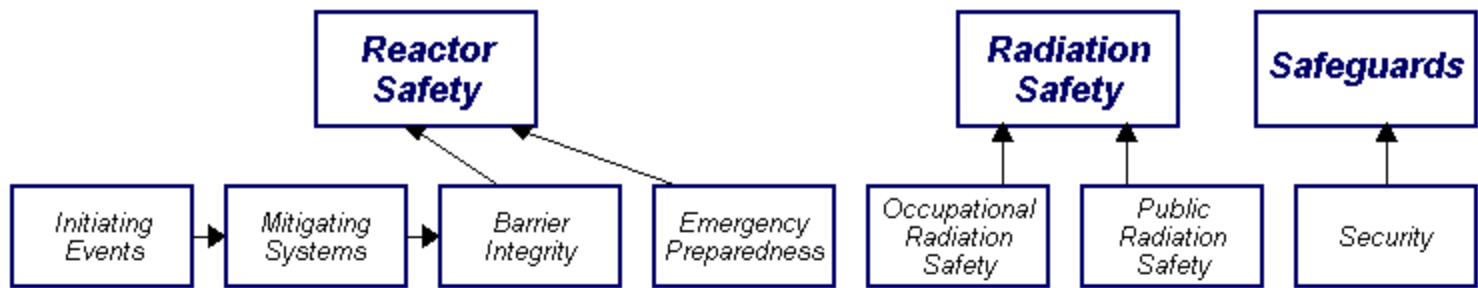 Reactor
Safety
Radiation
Safety
Safeguards
Initiating
Events
Mitigating
Systems
Barrier
Integrity
Emergency
Preparedness
Occupational
Radiation
Safety
Public
Radiation
Safety
Security